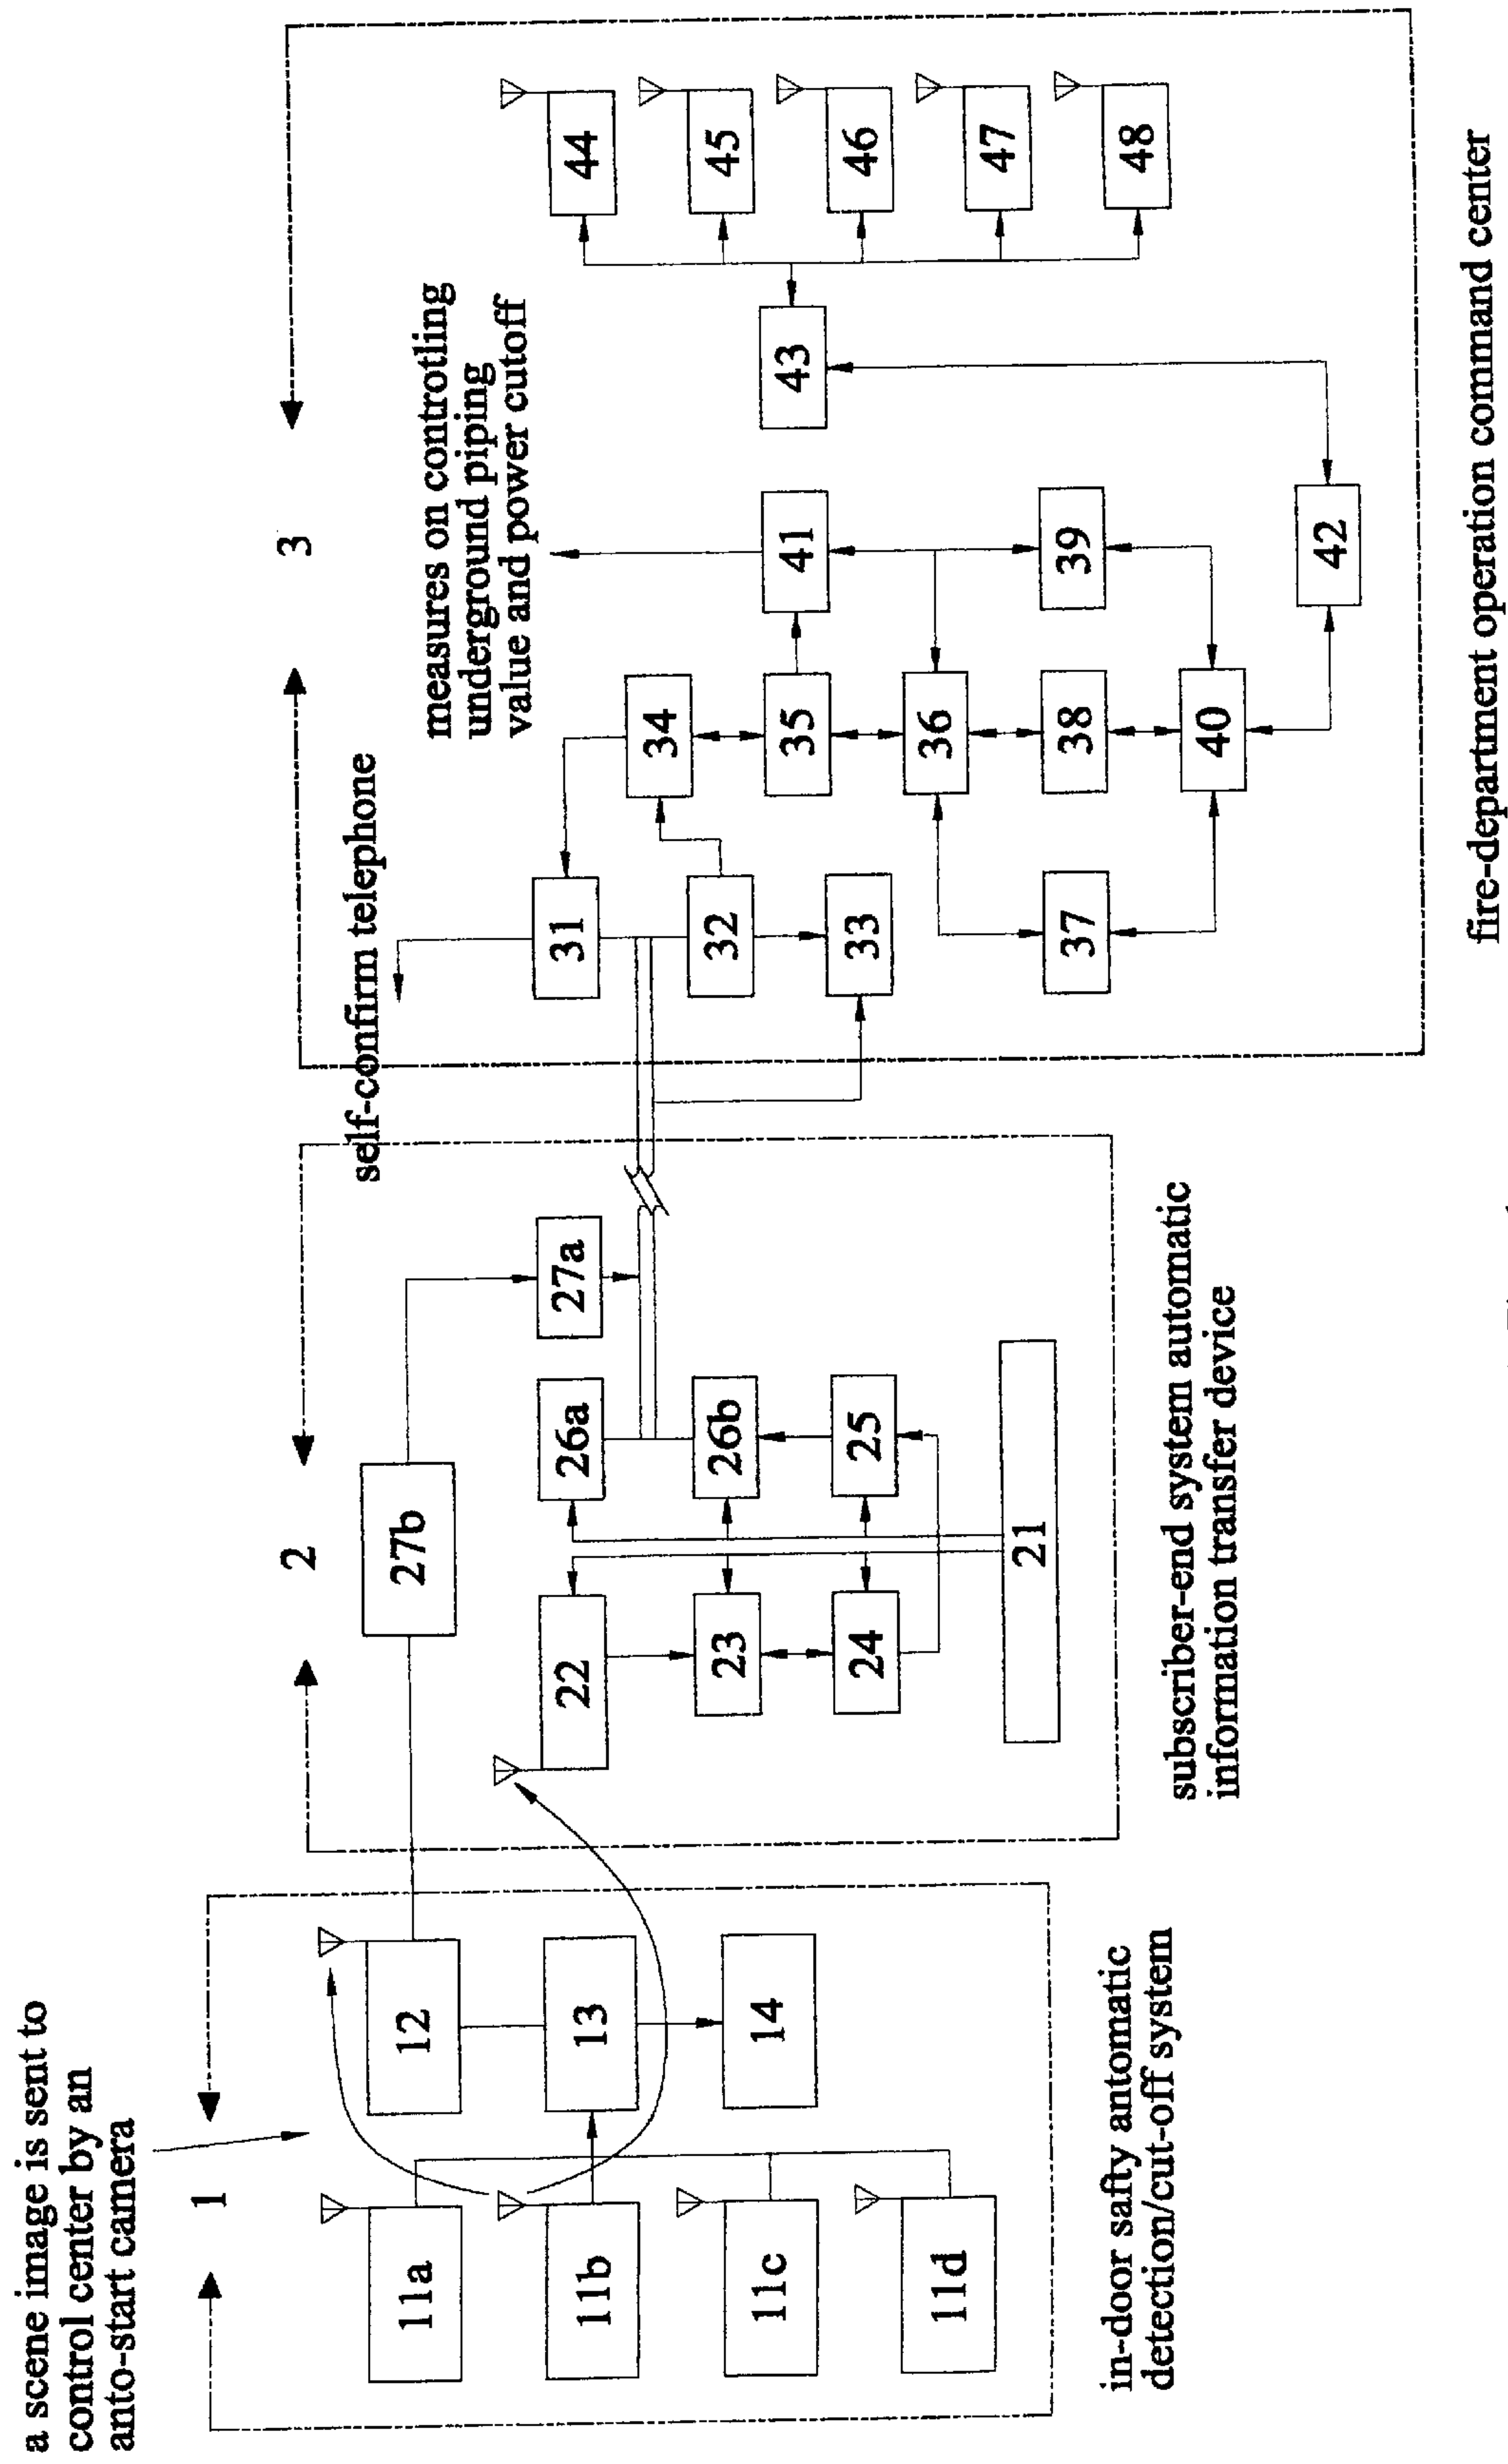 a scene image is sent to
control center by an
anto-start camera
1
11a
11b
11c
11d
12
13
14
in-door safty antomatic
detection/cut-off system
2
27b
27a
22
23
24
26a
26b
25
21
subscriber-end system automatic
information transfer device
3
self-confirm telephone
measures on controtling
underground piping
value and power cutoff
31
32
33
34
35
36
37
38
39
40
41
42
43
44
45
46
47
48
fire-department operation command center